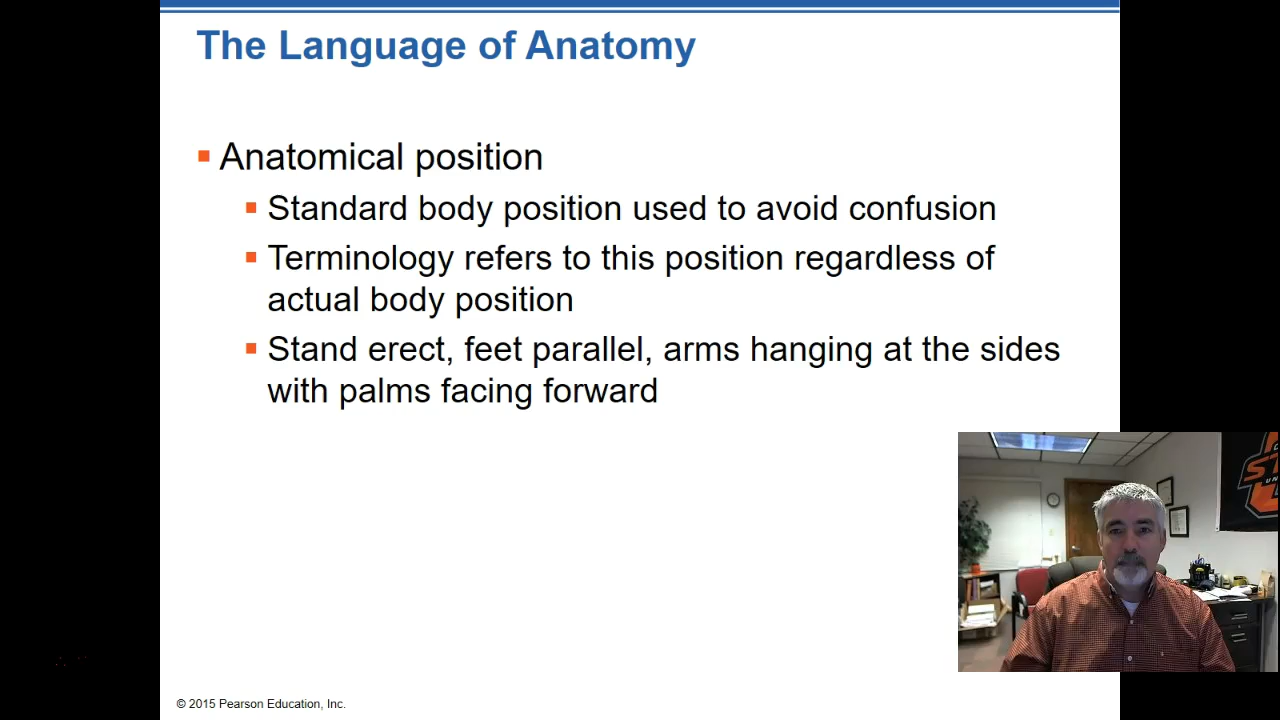 The Language of Anatomy
Anatomical position
Standard body position used to avoid confusion
Terminology refers to this position regardless of
actual body position
Stand erect, feet parallel, arms hanging at the sides
with palms facing forward
© 2015 Pearson Education, Inc.